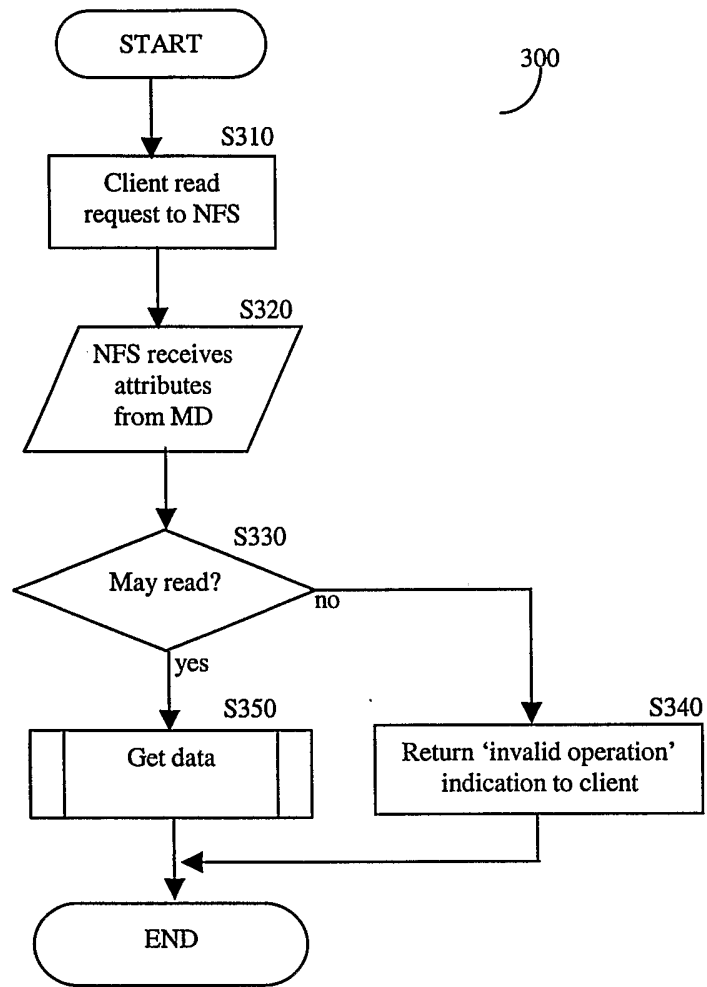 START
300
S310
Client read
request to NFS
S320
NFS receives
attributes
from MD
S330
May read?
no
yes
S350
Get data
S340
Return ‘invalid operation’
indication to client
END